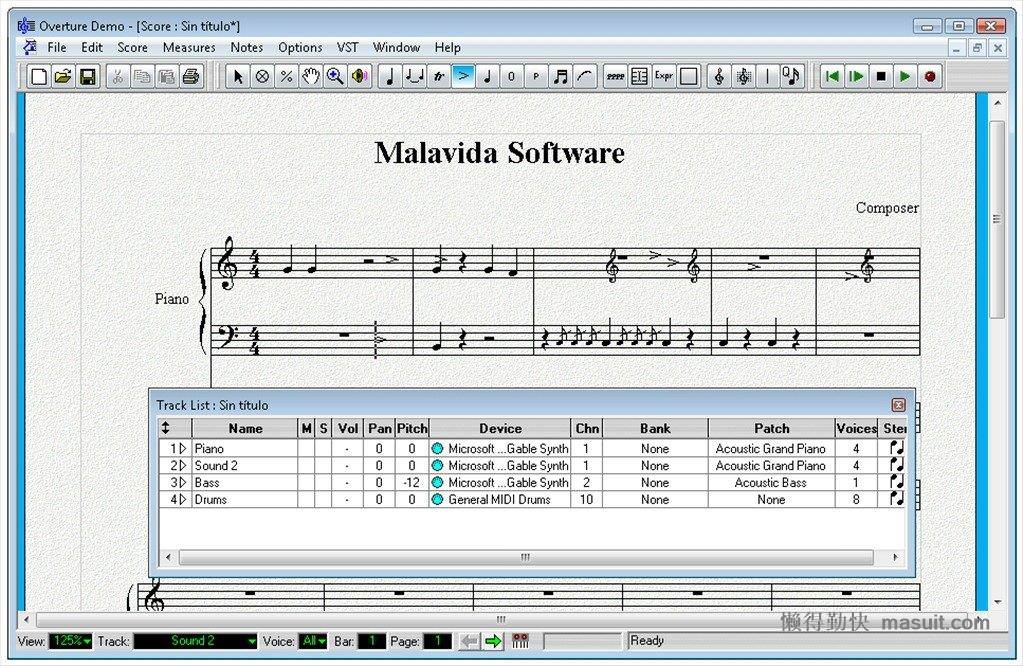 Overture Demo - [Score : Sin título*]
File Edit Score Measures Notes Options VST Window Help
Expr
Malavida Software
Composer
Piano
Track List : Sin título
Name M S Vol Pan Pitch Device Chn Bank Patch Voices Ster
1 Piano - 0 0 Microsoft ...Gable Synth 1 None Acoustic Grand Piano 4
2 Sound 2 - 0 0 Microsoft ...Gable Synth 1 None Acoustic Grand Piano 4
3 Bass - 0 -12 Microsoft ...Gable Synth 2 None Acoustic Bass 1
4 Drums - 0 0 General MIDI Drums 10 None None 8
懒得勤快 masuit.com
View: 125% Track: Sound 2 Voice: All Bar: 1 Page: 1 Ready